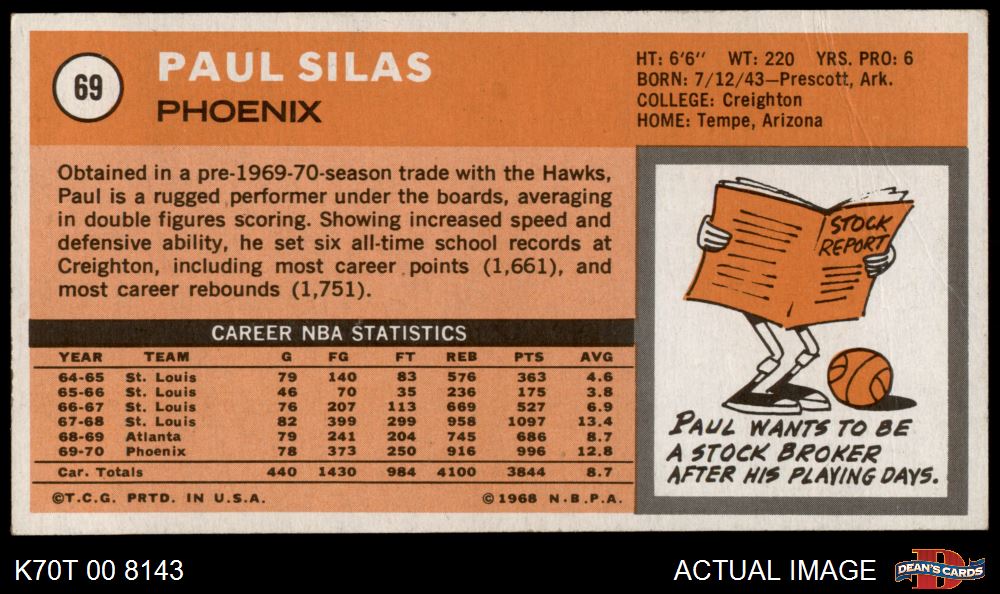 69
PAUL SILAS
PHOENIX
HT: 6'6" WT: 220 YRS. PRO: 6
BORN: 7/12/43—Prescott, Ark.
COLLEGE: Creighton
HOME: Tempe, Arizona
Obtained in a pre-1969-70-season trade with the Hawks,
Paul is a rugged performer under the boards, averaging
in double figures scoring. Showing increased speed and
defensive ability, he set six all-time school records at
Creighton, including most career points (1,661), and
most career rebounds (1,751).
CAREER NBA STATISTICS
YEAR TEAM G FG FT REB PTS AVG
64-65 St. Louis 79 140 83 576 363 4.6
65-66 St. Louis 46 70 35 236 175 3.8
66-67 St. Louis 76 207 113 669 527 6.9
67-68 St. Louis 82 399 299 958 1097 13.4
68-69 Atlanta 79 241 204 745 686 8.7
69-70 Phoenix 78 373 250 916 996 12.8
Car. Totals 440 1430 984 4100 3844 8.7
©T.C.G. PRTD. IN U.S.A. ©1968 N.B.P.A.
STOCK
REPORT
PAUL WANTS TO BE
A STOCK BROKER
AFTER HIS PLAYING DAYS.
K70T 00 8143
ACTUAL IMAGE
D
DEAN'S CARDS